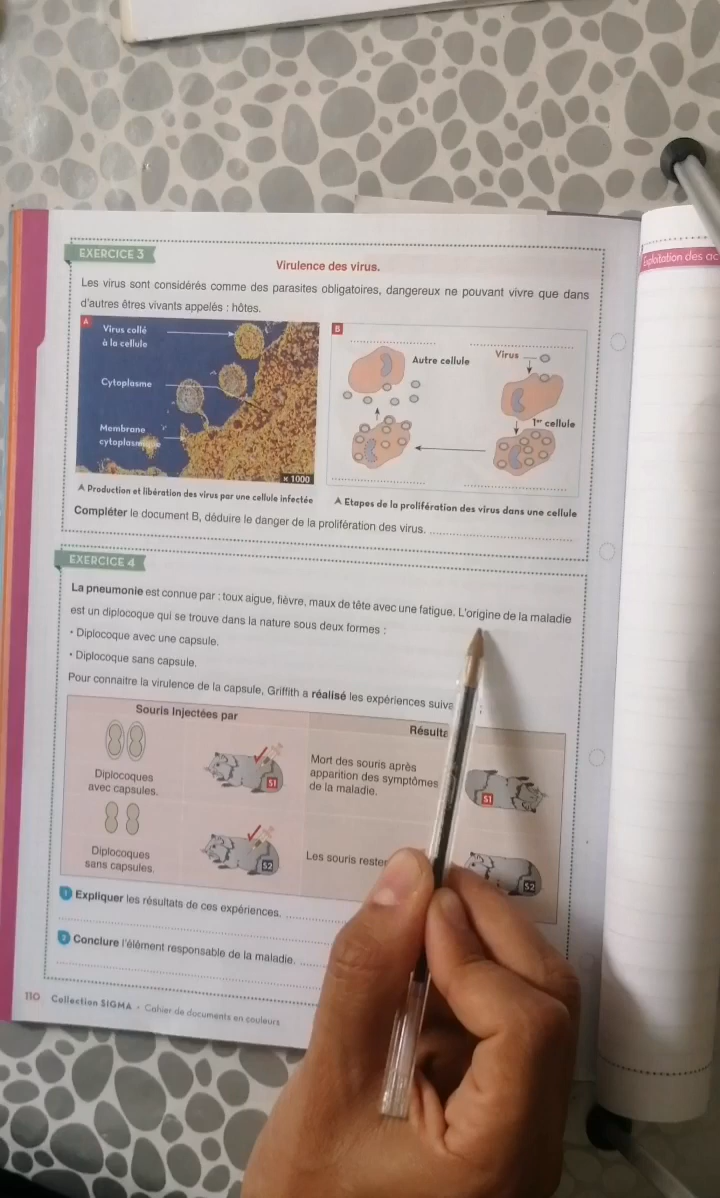 EXERCICE 3
Virulence des virus.
Les virus sont considérés comme des parasites obligatoires, dangereux ne pouvant vivre que dans
d'autres êtres vivants appelés : hôtes.
A
Virus collé
à la cellule
Cytoplasme
Membrane
cytoplasm
x 1000
B
Autre cellule
Virus
1re cellule
A Production et libération des virus par une cellule infectée
A Etapes de la prolifération des virus dans une cellule
Compléter le document B, déduire le danger de la prolifération des virus.
EXERCICE 4
La pneumonie est connue par : toux aigue, fièvre, maux de tête avec une fatigue. L'origine de la maladie
est un diplocoque qui se trouve dans la nature sous deux formes :
• Diplocoque avec une capsule.
• Diplocoque sans capsule.
Pour connaitre la virulence de la capsule, Griffith a réalisé les expériences suiva
Souris Injectées par
Résulta
Diplocoques
avec capsules.
S1
Mort des souris après
apparition des symptômes
de la maladie.
S1
Diplocoques
sans capsules.
S2
Les souris rester
S2
1 Expliquer les résultats de ces expériences.
2 Conclure l'élément responsable de la maladie.
110 Collection SIGMA - Cahier de documents en couleurs
Exploitation des ac